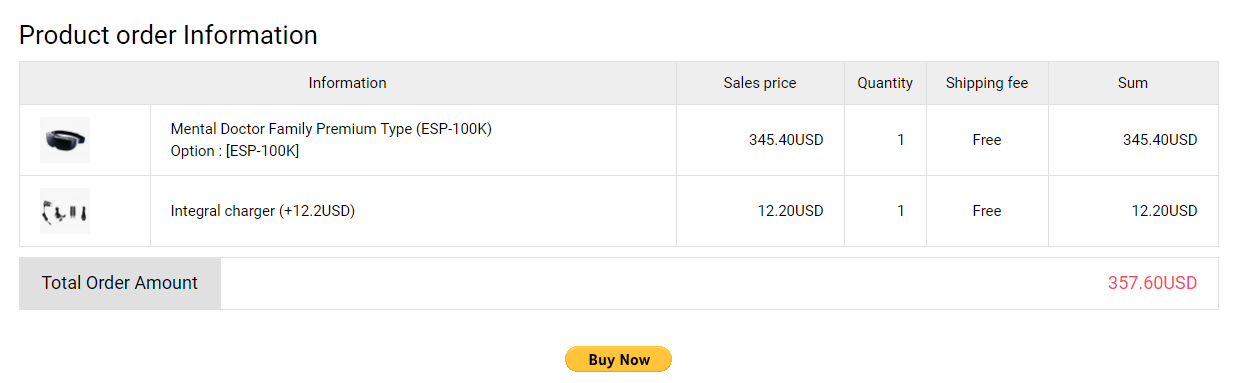 Product order Information
Information Sales price Quantity Shipping fee Sum
Mental Doctor Family Premium Type (ESP-100K)
Option : [ESP-100K]
345.40USD 1 Free 345.40USD
Integral charger (+12.2USD) 12.20USD 1 Free 12.20USD
Total Order Amount 357.60USD
Buy Now